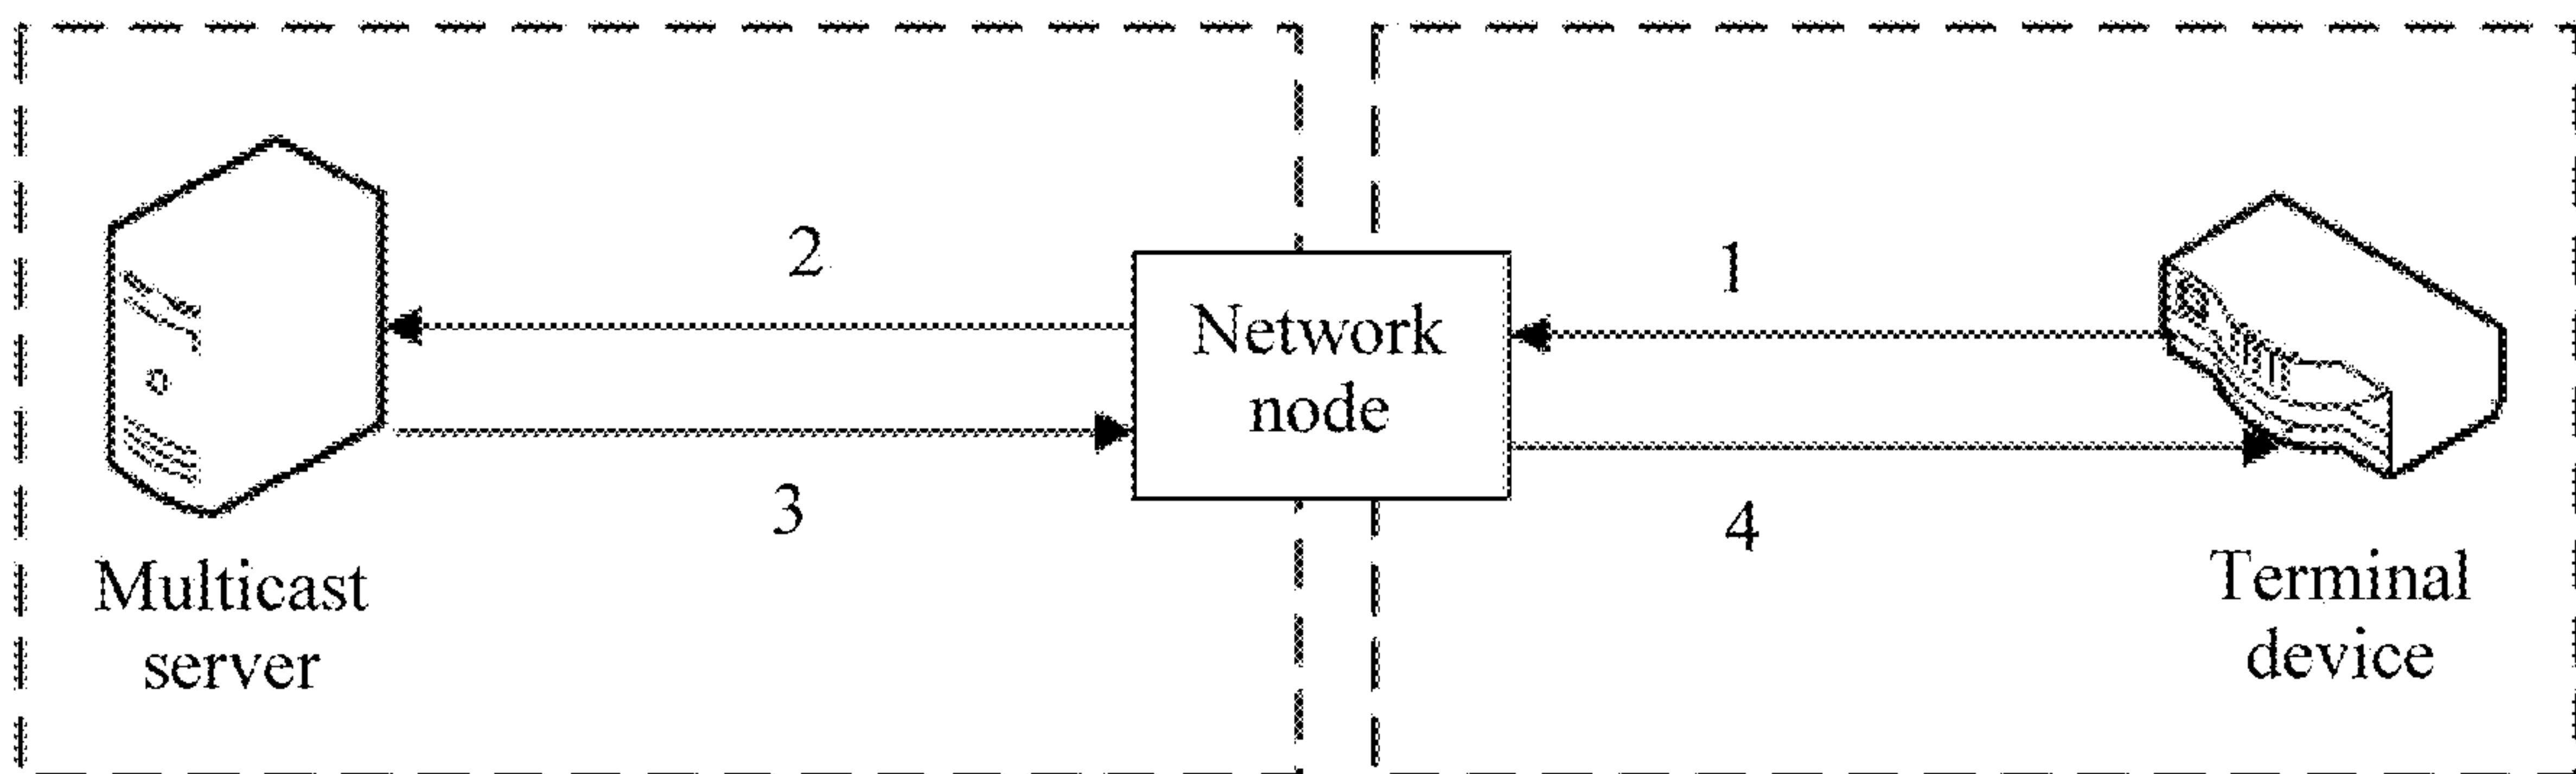 2
1
Network
node
3
4
Multicast
server
Terminal
device